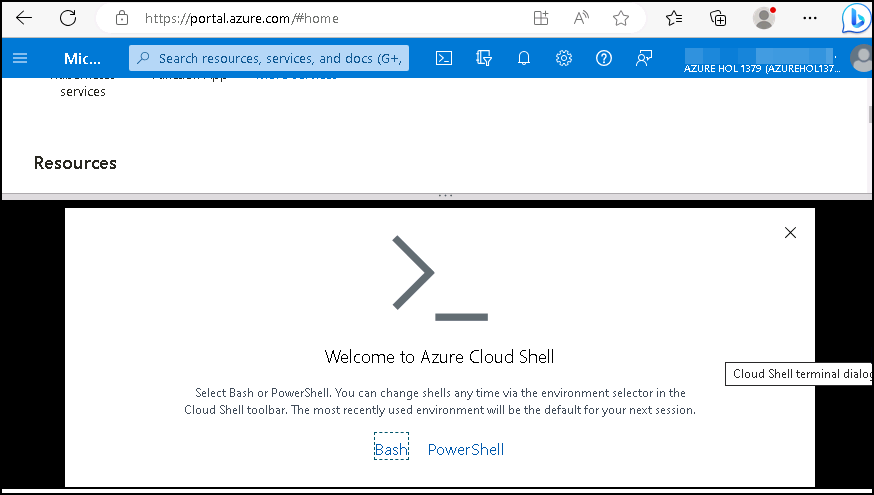 https://portal.azure.com/#home
Mic...
Search resources, services, and docs (G+,
AZURE HOL 1379 (AZUREHOL137...
services
Resources
Welcome to Azure Cloud Shell
Cloud Shell terminal dialog
Select Bash or PowerShell. You can change shells any time via the environment selector in the
Cloud Shell toolbar. The most recently used environment will be the default for your next session.
Bash PowerShell